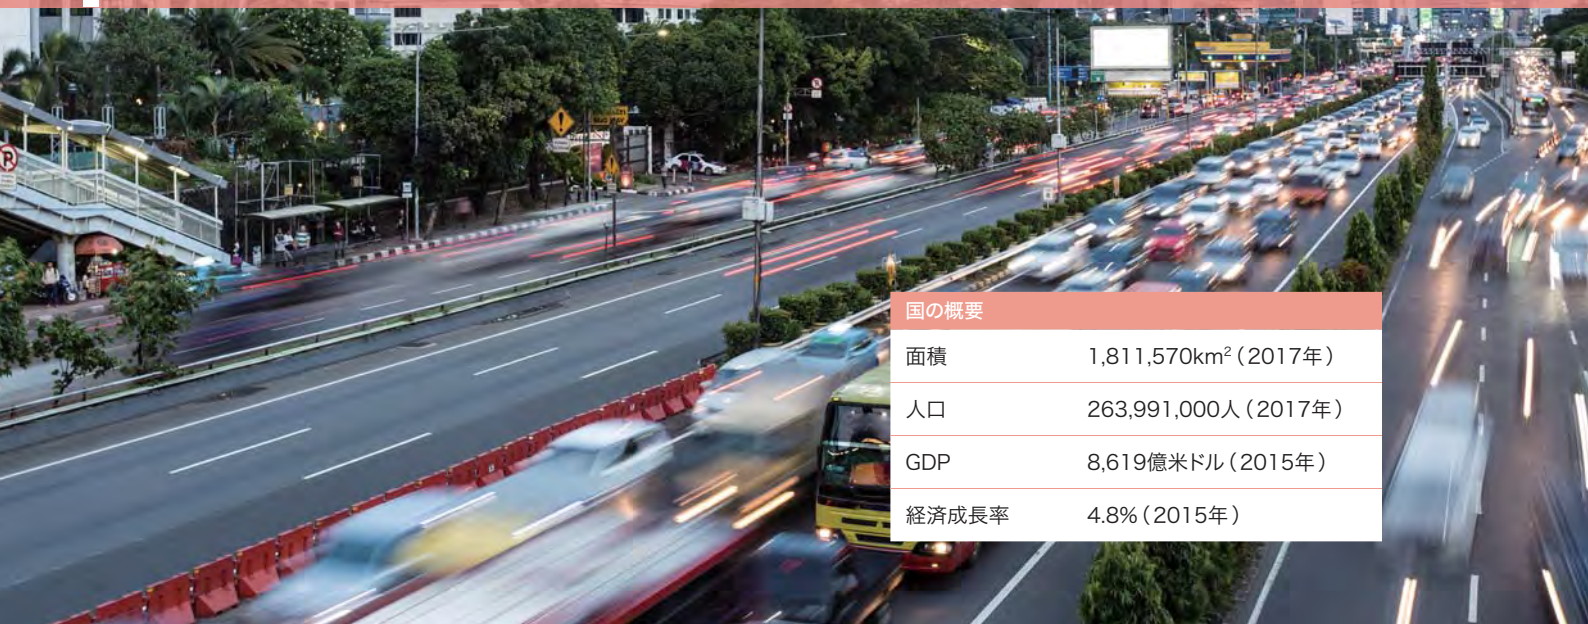 国の概要
面積 1,811,570km²（2017年）
人口 263,991,000人（2017年）
GDP 8,619億米ドル（2015年）
経済成長率 4.8%（2015年）